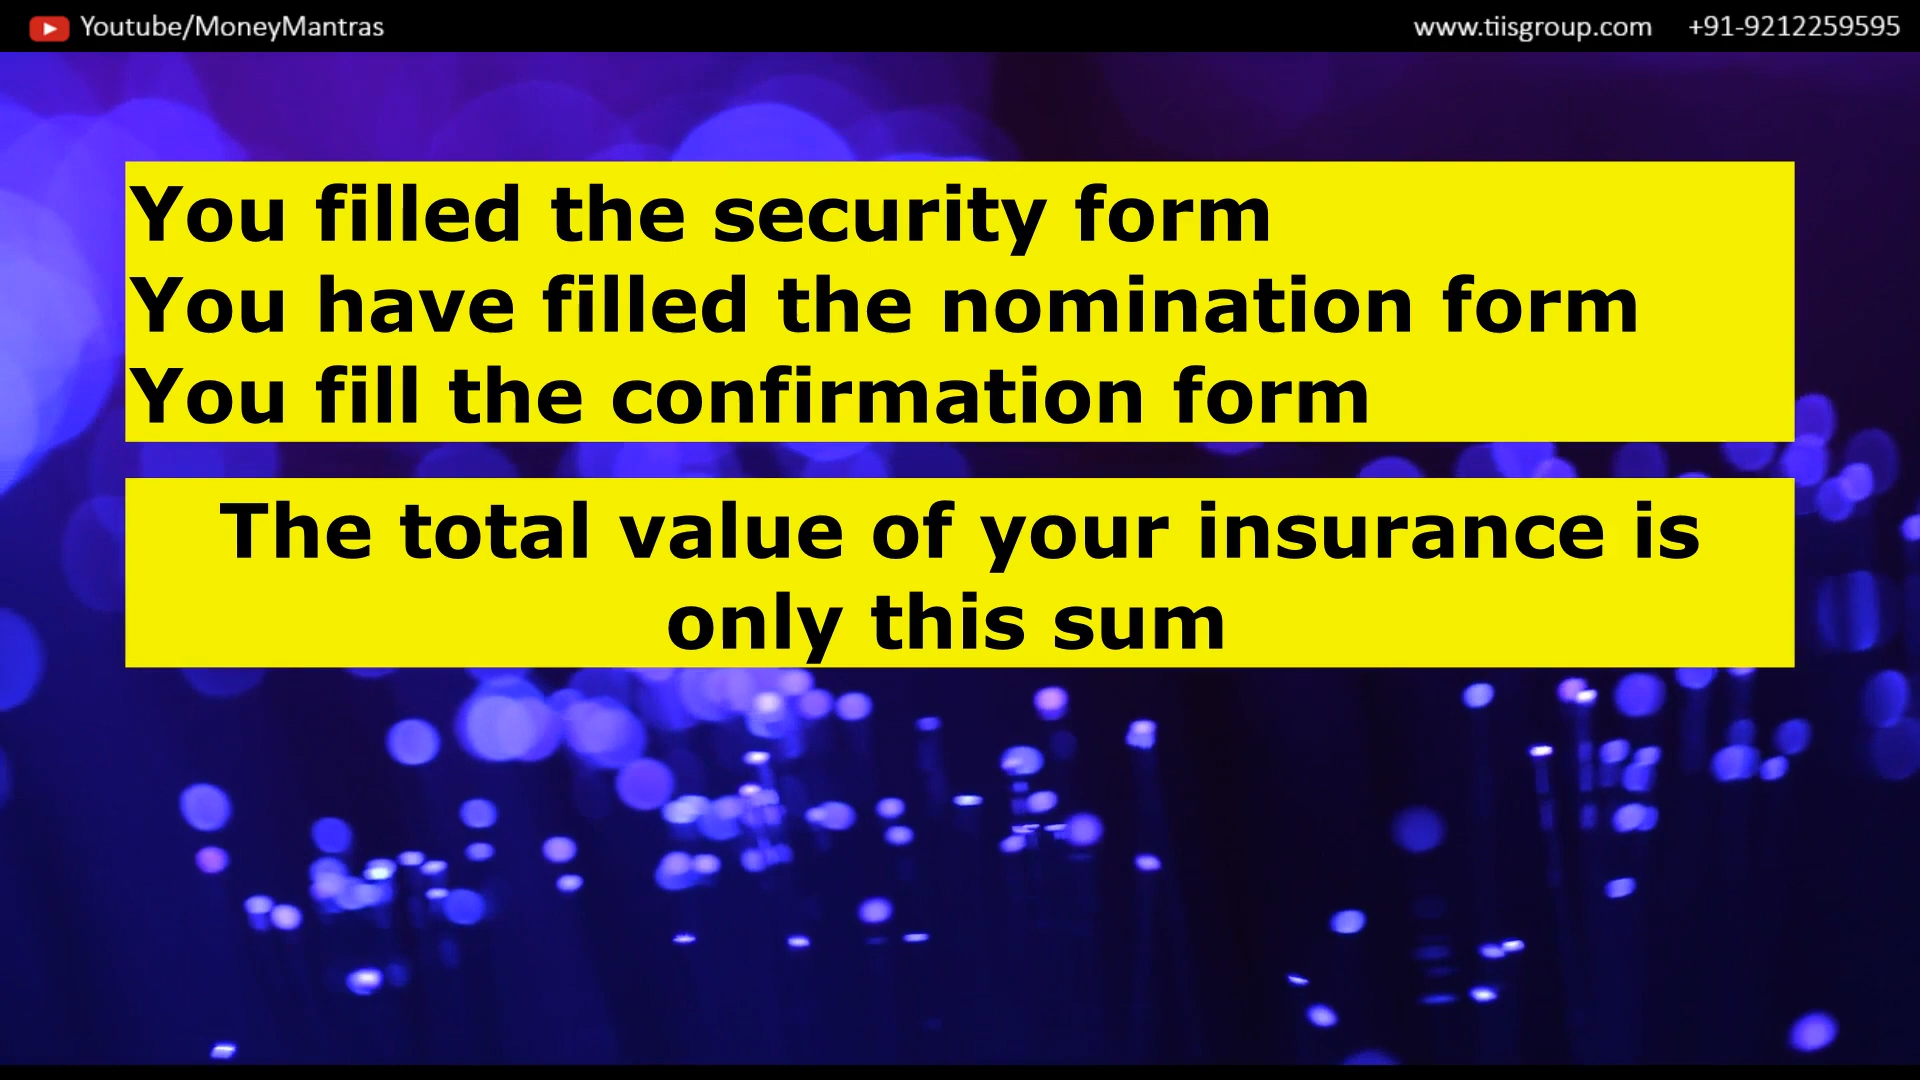 Youtube/MoneyMantras
www.tiisgroup.com +91-9212259595
You filled the security form
You have filled the nomination form
You fill the confirmation form
The total value of your insurance is
only this sum